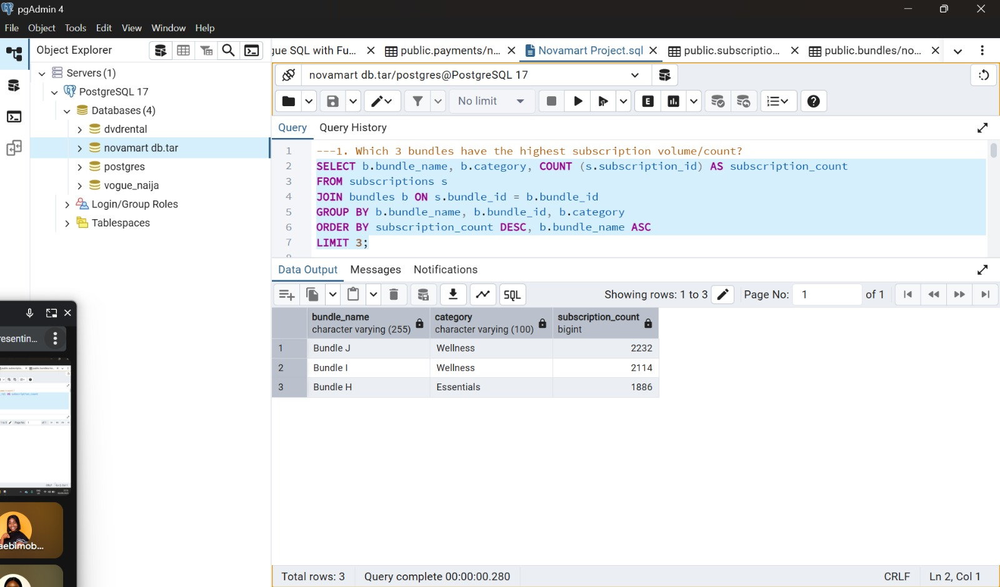 pgAdmin 4
File Object Tools Edit View Window Help
Object Explorer
gue SQL with Fu...
public.payments/n...
Novamart Project.sql
public.subscriptio...
public.bundles/no...
Servers (1)
PostgreSQL 17
Databases (4)
dvdrental
novamart db.tar
postgres
vogue_naija
Login/Group Roles
Tablespaces
novamart db.tar/postgres@PostgreSQL 17
No limit
E
Query Query History
1 ---1. Which 3 bundles have the highest subscription volume/count?
2 SELECT b.bundle_name, b.category, COUNT (s.subscription_id) AS subscription_count
3 FROM subscriptions s
4 JOIN bundles b ON s.bundle_id = b.bundle_id
5 GROUP BY b.bundle_name, b.bundle_id, b.category
6 ORDER BY subscription_count DESC, b.bundle_name ASC
7 LIMIT 3;
Data Output Messages Notifications
SQL
Showing rows: 1 to 3 Page No: 1 of 1
bundle_name category subscription_count
character varying (255) character varying (100) bigint
1 Bundle J Wellness 2232
2 Bundle I Wellness 2114
3 Bundle H Essentials 1886
resentin...
aebimob...
Total rows: 3 Query complete 00:00:00.280 CRLF Ln 2, Col 1